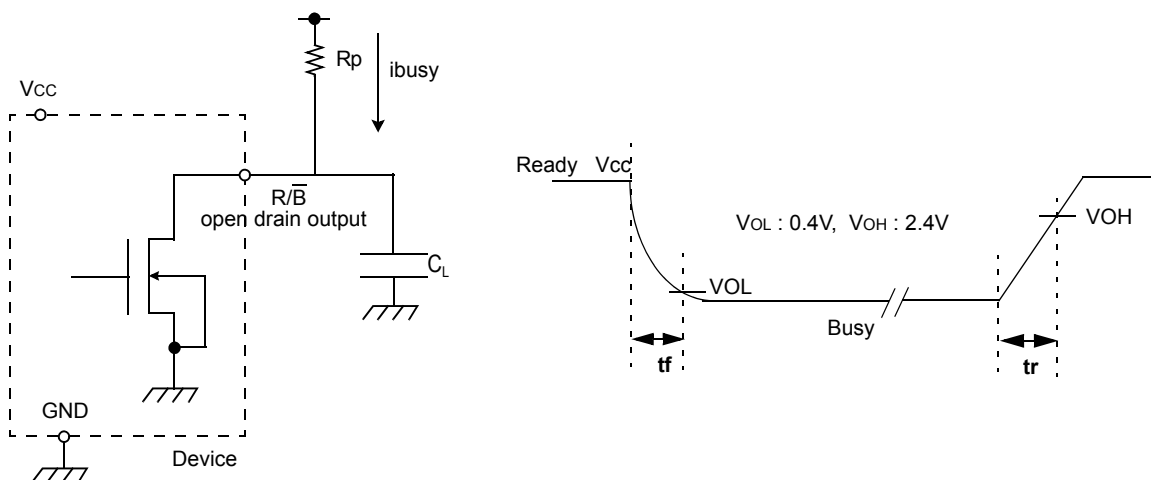 Rp
ibusy
VCC
R/B̅
open drain output
CL
GND
Device
Ready Vcc
VOL : 0.4V, VOH : 2.4V
VOH
VOL
Busy
tf
tr